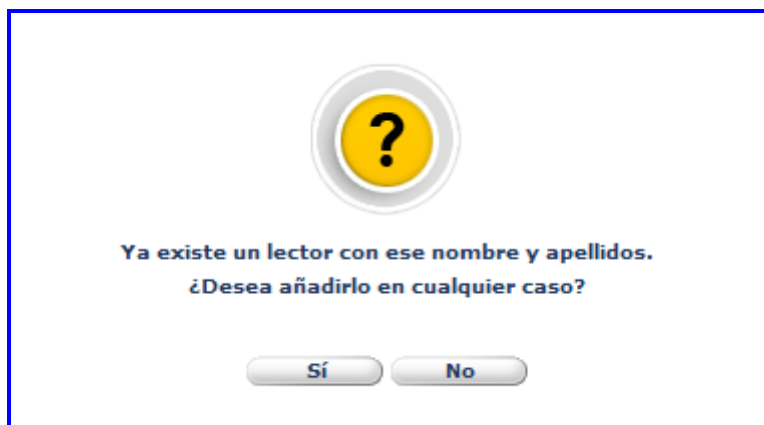 ?
Ya existe un lector con ese nombre y apellidos.
¿Desea añadirlo en cualquier caso?
Sí No